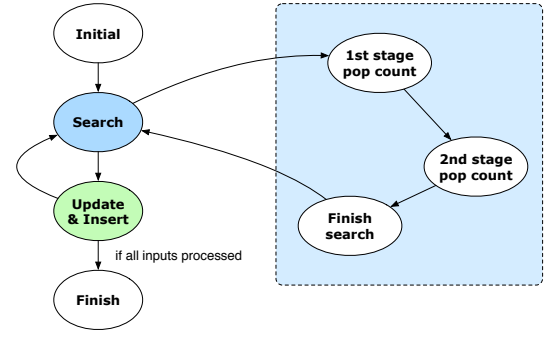 Initial
Search
Update
& Insert
if all inputs processed
Finish
1st stage
pop count
2nd stage
pop count
Finish
search